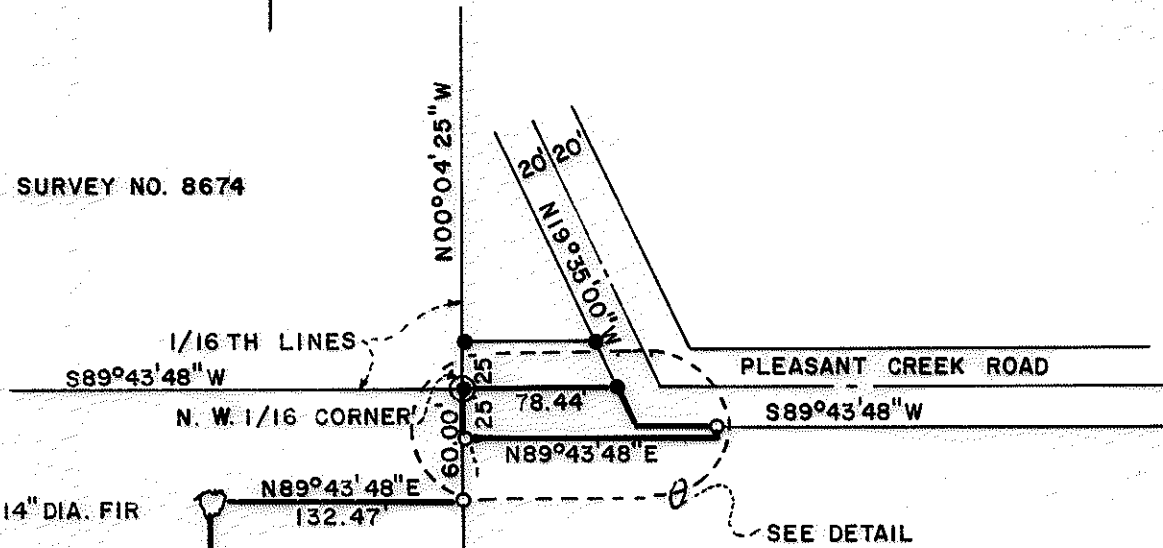 N00°04'25"W
20' 20'
SURVEY NO. 8674
N19°35'00"W
1/16 TH LINES
25'
PLEASANT CREEK ROAD
S89°43'48"W
78.44'
S89°43'48"W
N. W. 1/16 CORNER
25'
60.00'
N89°43'48"E
N89°43'48"E
14" DIA. FIR
132.47'
SEE DETAIL